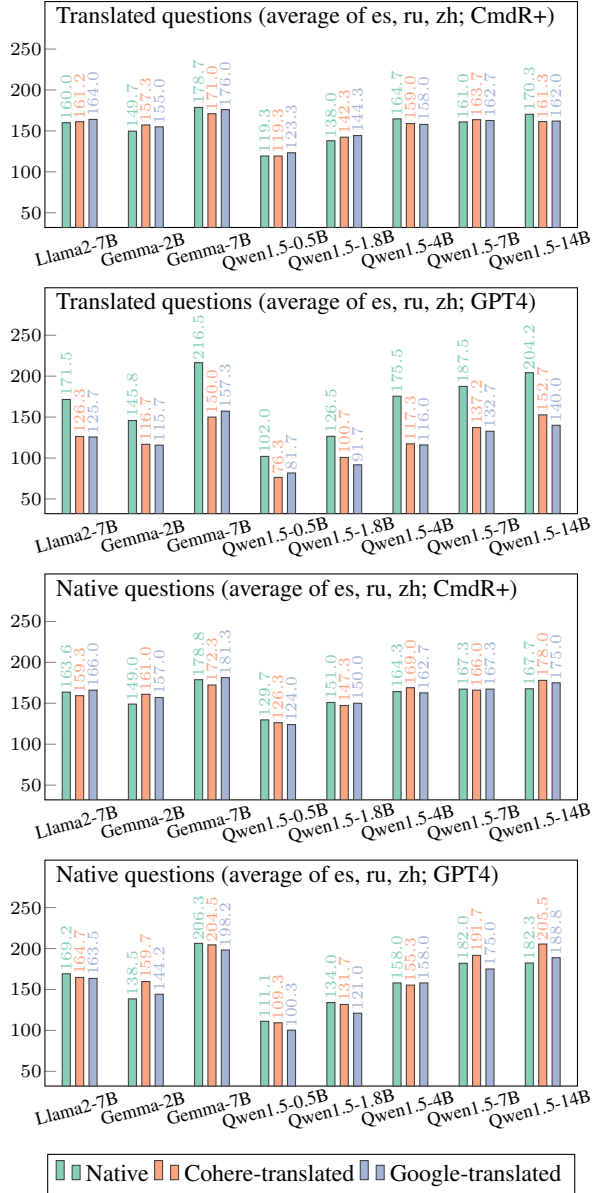 Translated questions (average of es, ru, zh; CmdR+)
250
200
150
100
50
160.0 161.2 164.0 149.7 157.3 155.0 178.7 171.0 176.0 119.3 119.3 123.3 138.0 142.3 144.3 164.7 159.0 158.0 161.0 163.7 162.7 170.3 161.3 162.0
Llama2-7B Gemma-2B Gemma-7B Qwen1.5-0.5B Qwen1.5-1.8B Qwen1.5-4B Qwen1.5-7B Qwen1.5-14B
Translated questions (average of es, ru, zh; GPT4)
250
200
150
100
50
171.5 126.3 125.7 145.8 116.7 115.7 216.5 150.0 157.3 102.0 76.3 81.7 126.5 100.7 91.7 175.5 117.3 116.0 187.5 137.2 132.7 204.2 152.7 140.0
Llama2-7B Gemma-2B Gemma-7B Qwen1.5-0.5B Qwen1.5-1.8B Qwen1.5-4B Qwen1.5-7B Qwen1.5-14B
Native questions (average of es, ru, zh; CmdR+)
250
200
150
100
50
163.6 159.3 166.0 149.0 161.0 157.0 178.8 172.3 181.3 129.7 126.3 124.0 151.0 147.3 150.0 164.3 169.0 162.7 167.3 166.0 167.3 167.7 178.0 175.0
Llama2-7B Gemma-2B Gemma-7B Qwen1.5-0.5B Qwen1.5-1.8B Qwen1.5-4B Qwen1.5-7B Qwen1.5-14B
Native questions (average of es, ru, zh; GPT4)
250
200
150
100
50
169.2 164.7 163.5 138.5 159.7 144.2 206.3 204.5 198.2 111.1 109.3 100.3 134.0 131.7 121.0 158.0 155.3 158.0 182.0 191.7 175.0 182.3 205.5 188.8
Llama2-7B Gemma-2B Gemma-7B Qwen1.5-0.5B Qwen1.5-1.8B Qwen1.5-4B Qwen1.5-7B Qwen1.5-14B
Native Cohere-translated Google-translated